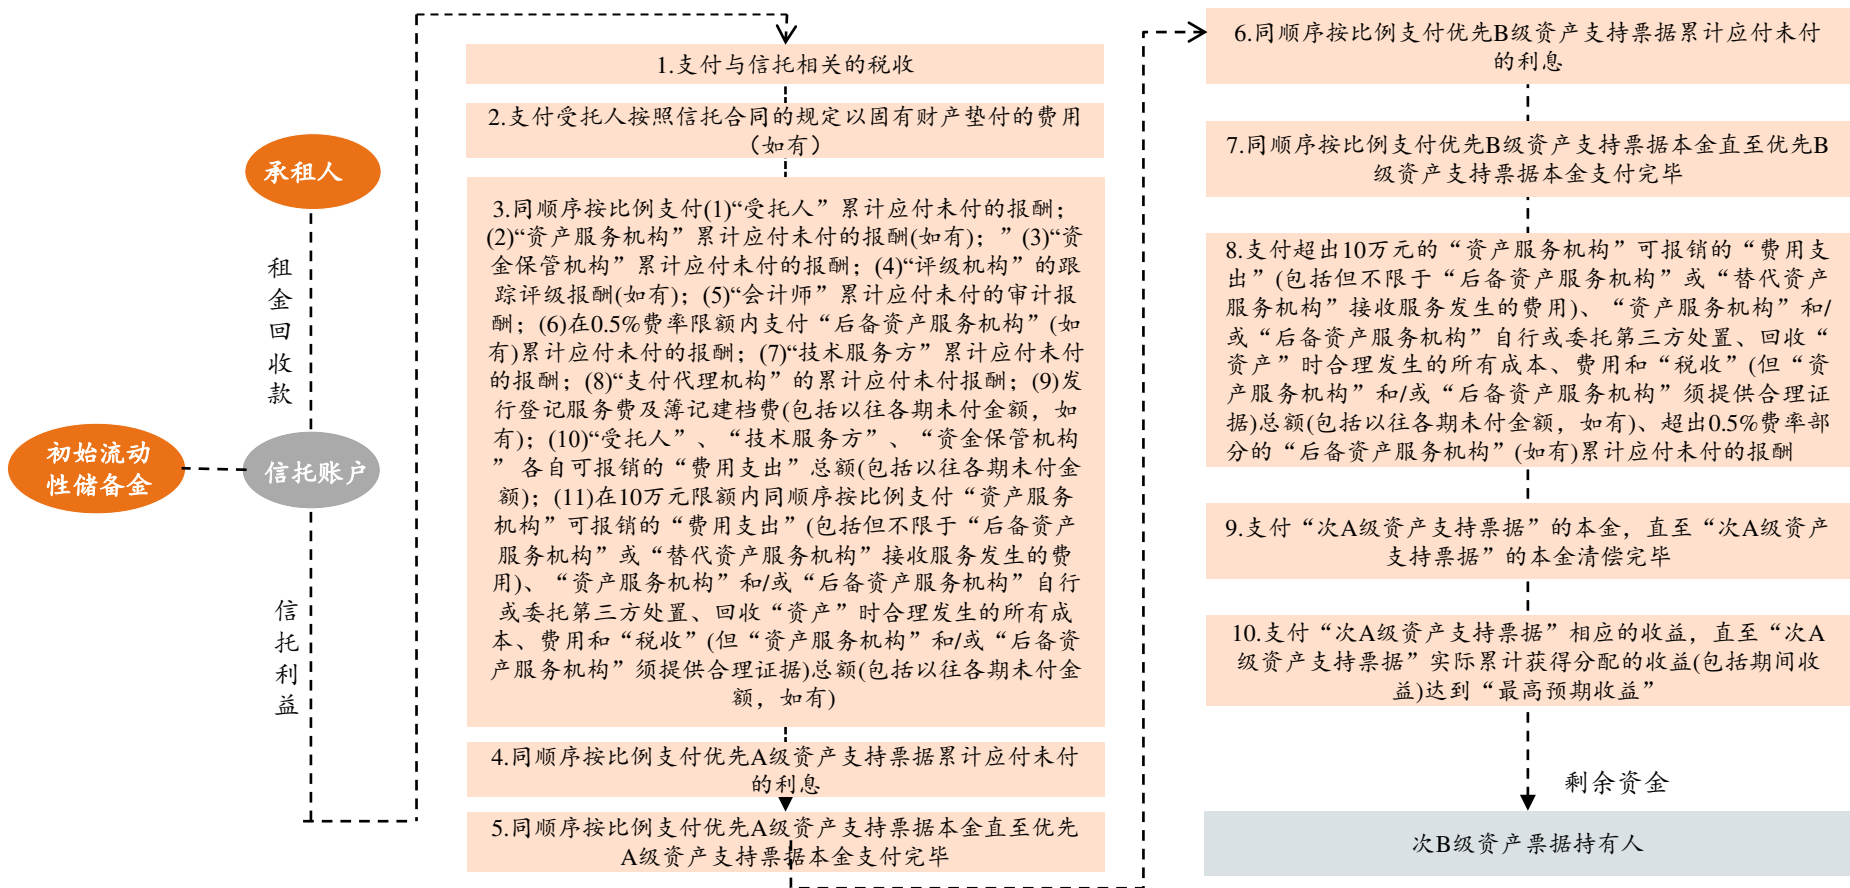 承租人
租
金
回
收
款
初始流动
性储备金
信托账户
信
托
利
益
1.支付与信托相关的税收
2.支付受托人按照信托合同的规定以固有财产垫付的费用
（如有）
3.同顺序按比例支付(1)“受托人”累计应付未付的报酬；
(2)“资产服务机构”累计应付未付的报酬(如有)；”(3)“资
金保管机构”累计应付未付的报酬；(4)“评级机构”的跟
踪评级报酬(如有)；(5)“会计师”累计应付未付的审计报
酬；(6)在0.5%费率限额内支付“后备资产服务机构”(如
有)累计应付未付的报酬；(7)“技术服务方”累计应付未付
的报酬；(8)“支付代理机构”的累计应付未付报酬；(9)发
行登记服务费及簿记建档费(包括以往各期未付金额，如
有)；(10)“受托人”、“技术服务方”、“资金保管机构
”各自可报销的“费用支出”总额(包括以往各期未付金
额)；(11)在10万元限额内同顺序按比例支付“资产服务
机构”可报销的“费用支出”(包括但不限于“后备资产
服务机构”或“替代资产服务机构”接收服务发生的费
用)、“资产服务机构”和/或“后备资产服务机构”自行
或委托第三方处置、回收“资产”时合理发生的所有成
本、费用和“税收”(但“资产服务机构”和/或“后备资
产服务机构”须提供合理证据)总额(包括以往各期未付金
额，如有)
4.同顺序按比例支付优先A级资产支持票据累计应付未付
的利息
5.同顺序按比例支付优先A级资产支持票据本金直至优先
A级资产支持票据本金支付完毕
6.同顺序按比例支付优先B级资产支持票据累计应付未付
的利息
7.同顺序按比例支付优先B级资产支持票据本金直至优先B
级资产支持票据本金支付完毕
8.支付超出10万元的“资产服务机构”可报销的“费用支
出”(包括但不限于“后备资产服务机构”或“替代资产
服务机构”接收服务发生的费用)、“资产服务机构”和/
或“后备资产服务机构”自行或委托第三方处置、回收“
资产”时合理发生的所有成本、费用和“税收”(但“资
产服务机构”和/或“后备资产服务机构”须提供合理证
据)总额(包括以往各期未付金额，如有)、超出0.5%费率部
分的“后备资产服务机构”(如有)累计应付未付的报酬
9.支付“次A级资产支持票据”的本金，直至“次A级资产
支持票据”的本金清偿完毕
10.支付“次A级资产支持票据”相应的收益，直至“次A
级资产支持票据”实际累计获得分配的收益(包括期间收
益)达到“最高预期收益”
剩余资金
次B级资产票据持有人